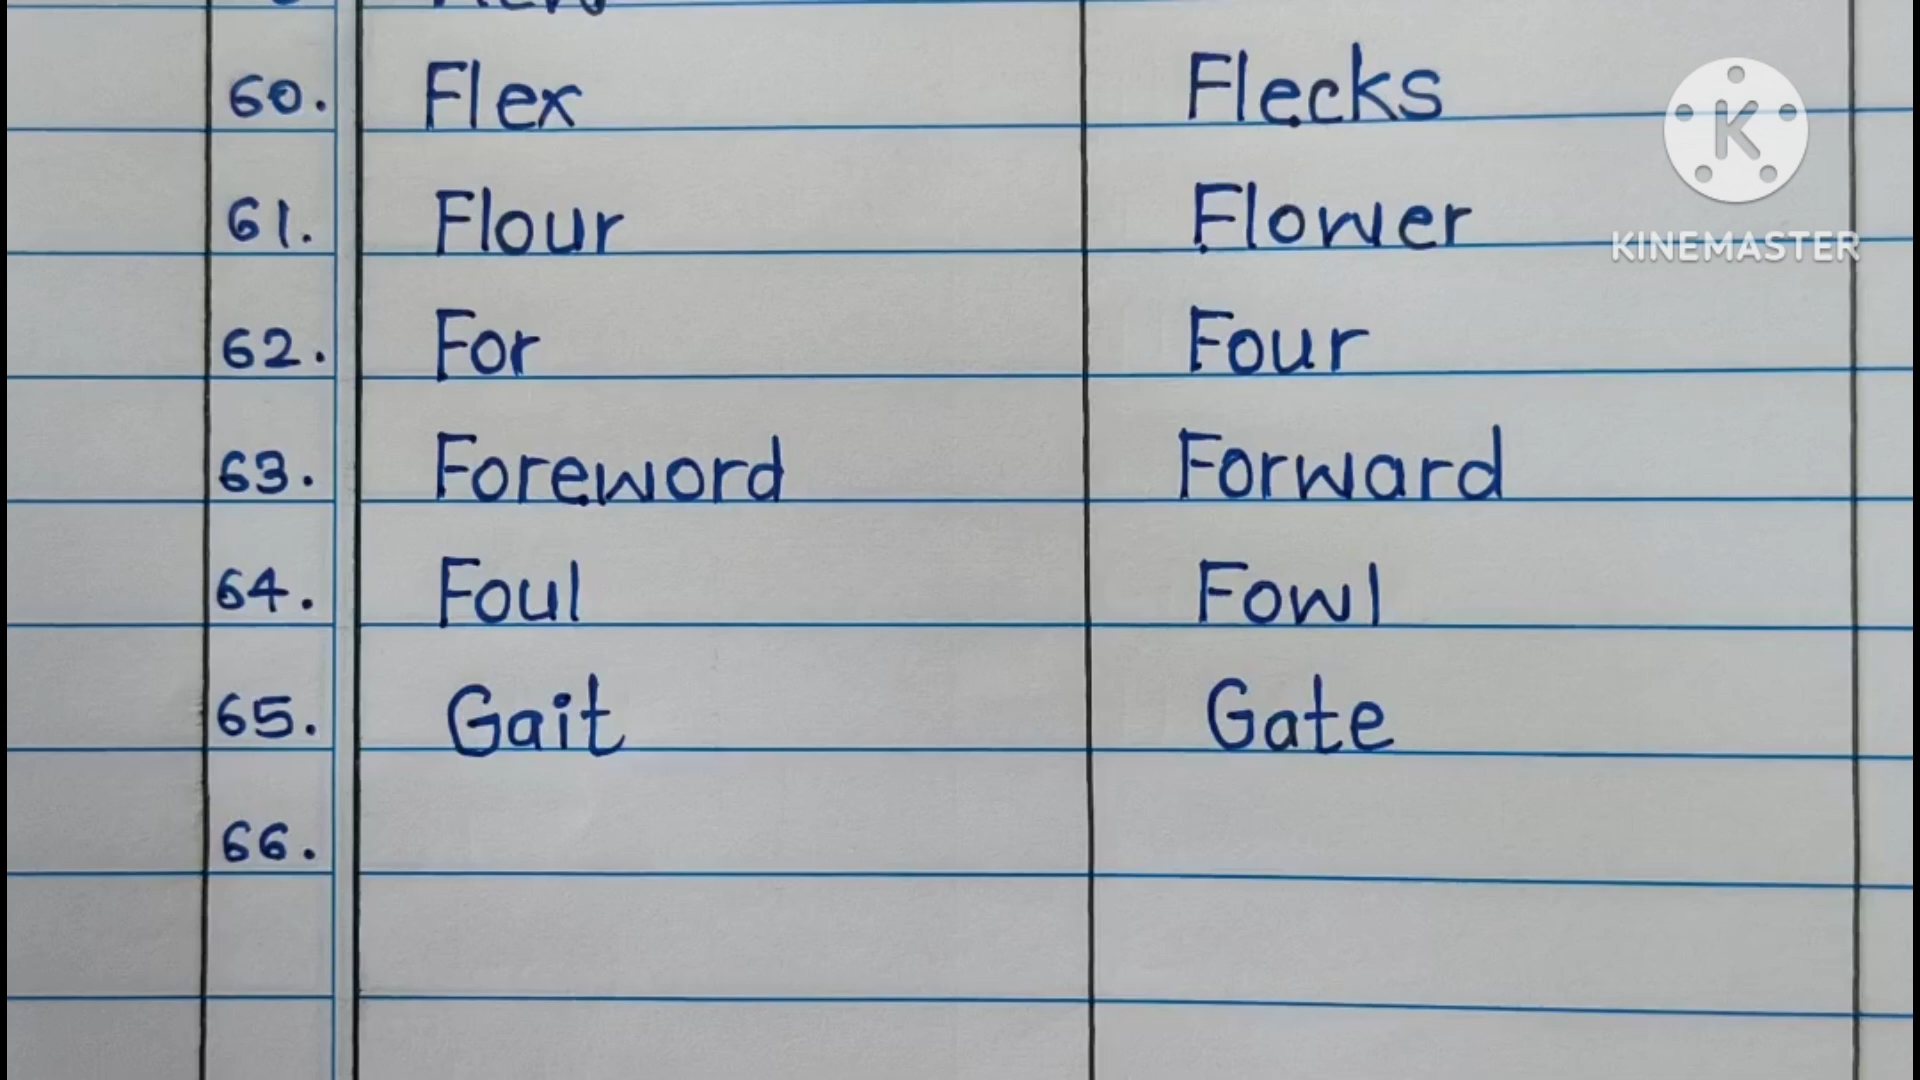 60. Flex Flecks
61. Flour Flower
62. For Four
63. Foreword Forward
64. Foul Fowl
65. Gait Gate
66.
K
KINEMASTER